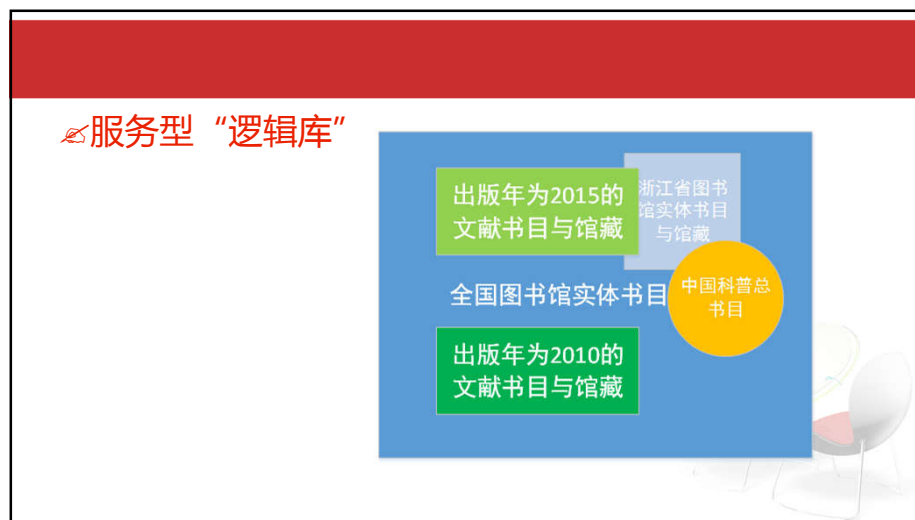 服务型“逻辑库”
出版年为2015的
文献书目与馆藏
浙江省图书
馆实体书目
与馆藏
全国图书馆实体书目
中国科普总
书目
出版年为2010的
文献书目与馆藏